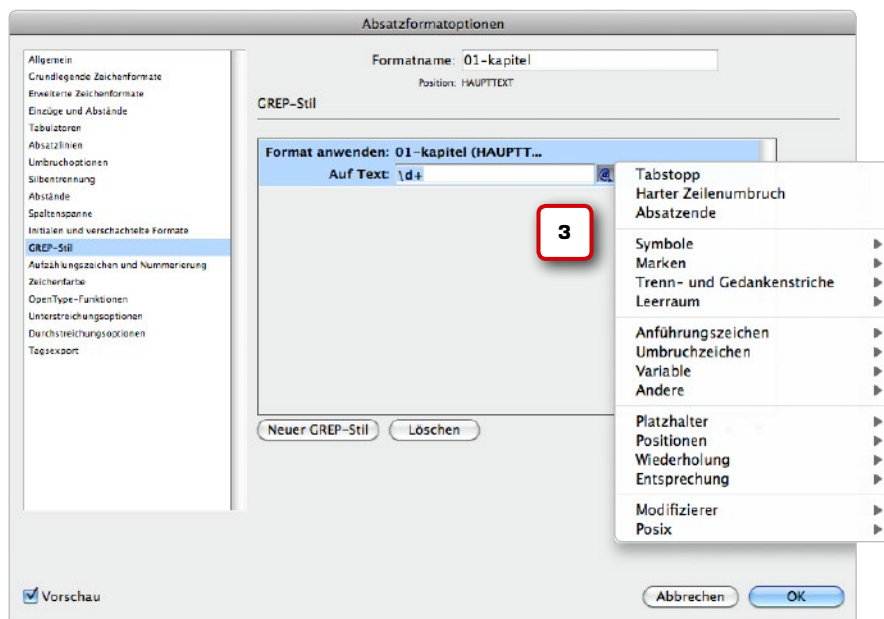 Absatzformatoptionen
Allgemein
Grundlegende Zeichenformate
Erweiterte Zeichenformate
Einzüge und Abstände
Tabulatoren
Absatzlinien
Umbruchoptionen
Silbentrennung
Abstände
Spaltenspanne
Initialen und verschachtelte Formate
GREP-Stil
Aufzählungszeichen und Nummerierung
Zeichenfarbe
OpenType-Funktionen
Unterstreichungsoptionen
Durchstreichungsoptionen
Tagsexport
Formatname: 01-kapitel
Position: HAUPTTEXT
GREP-Stil
Format anwenden: 01-kapitel (HAUPTT...
Auf Text: \d+
3
Tabstopp
Harter Zeilenumbruch
Absatzende
Symbole
Marken
Trenn- und Gedankenstriche
Leerraum
Anführungszeichen
Umbruchzeichen
Variable
Andere
Platzhalter
Positionen
Wiederholung
Entsprechung
Modifizierer
Posix
Neuer GREP-Stil Löschen
Vorschau
Abbrechen OK